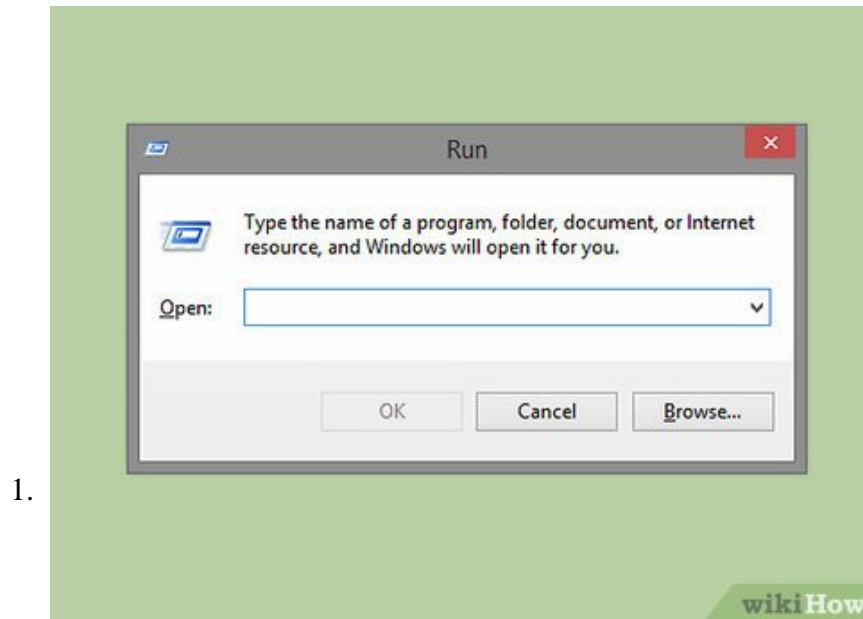 Run
Type the name of a program, folder, document, or Internet
resource, and Windows will open it for you.
Open:
OK Cancel Browse...
1.
wikiHow